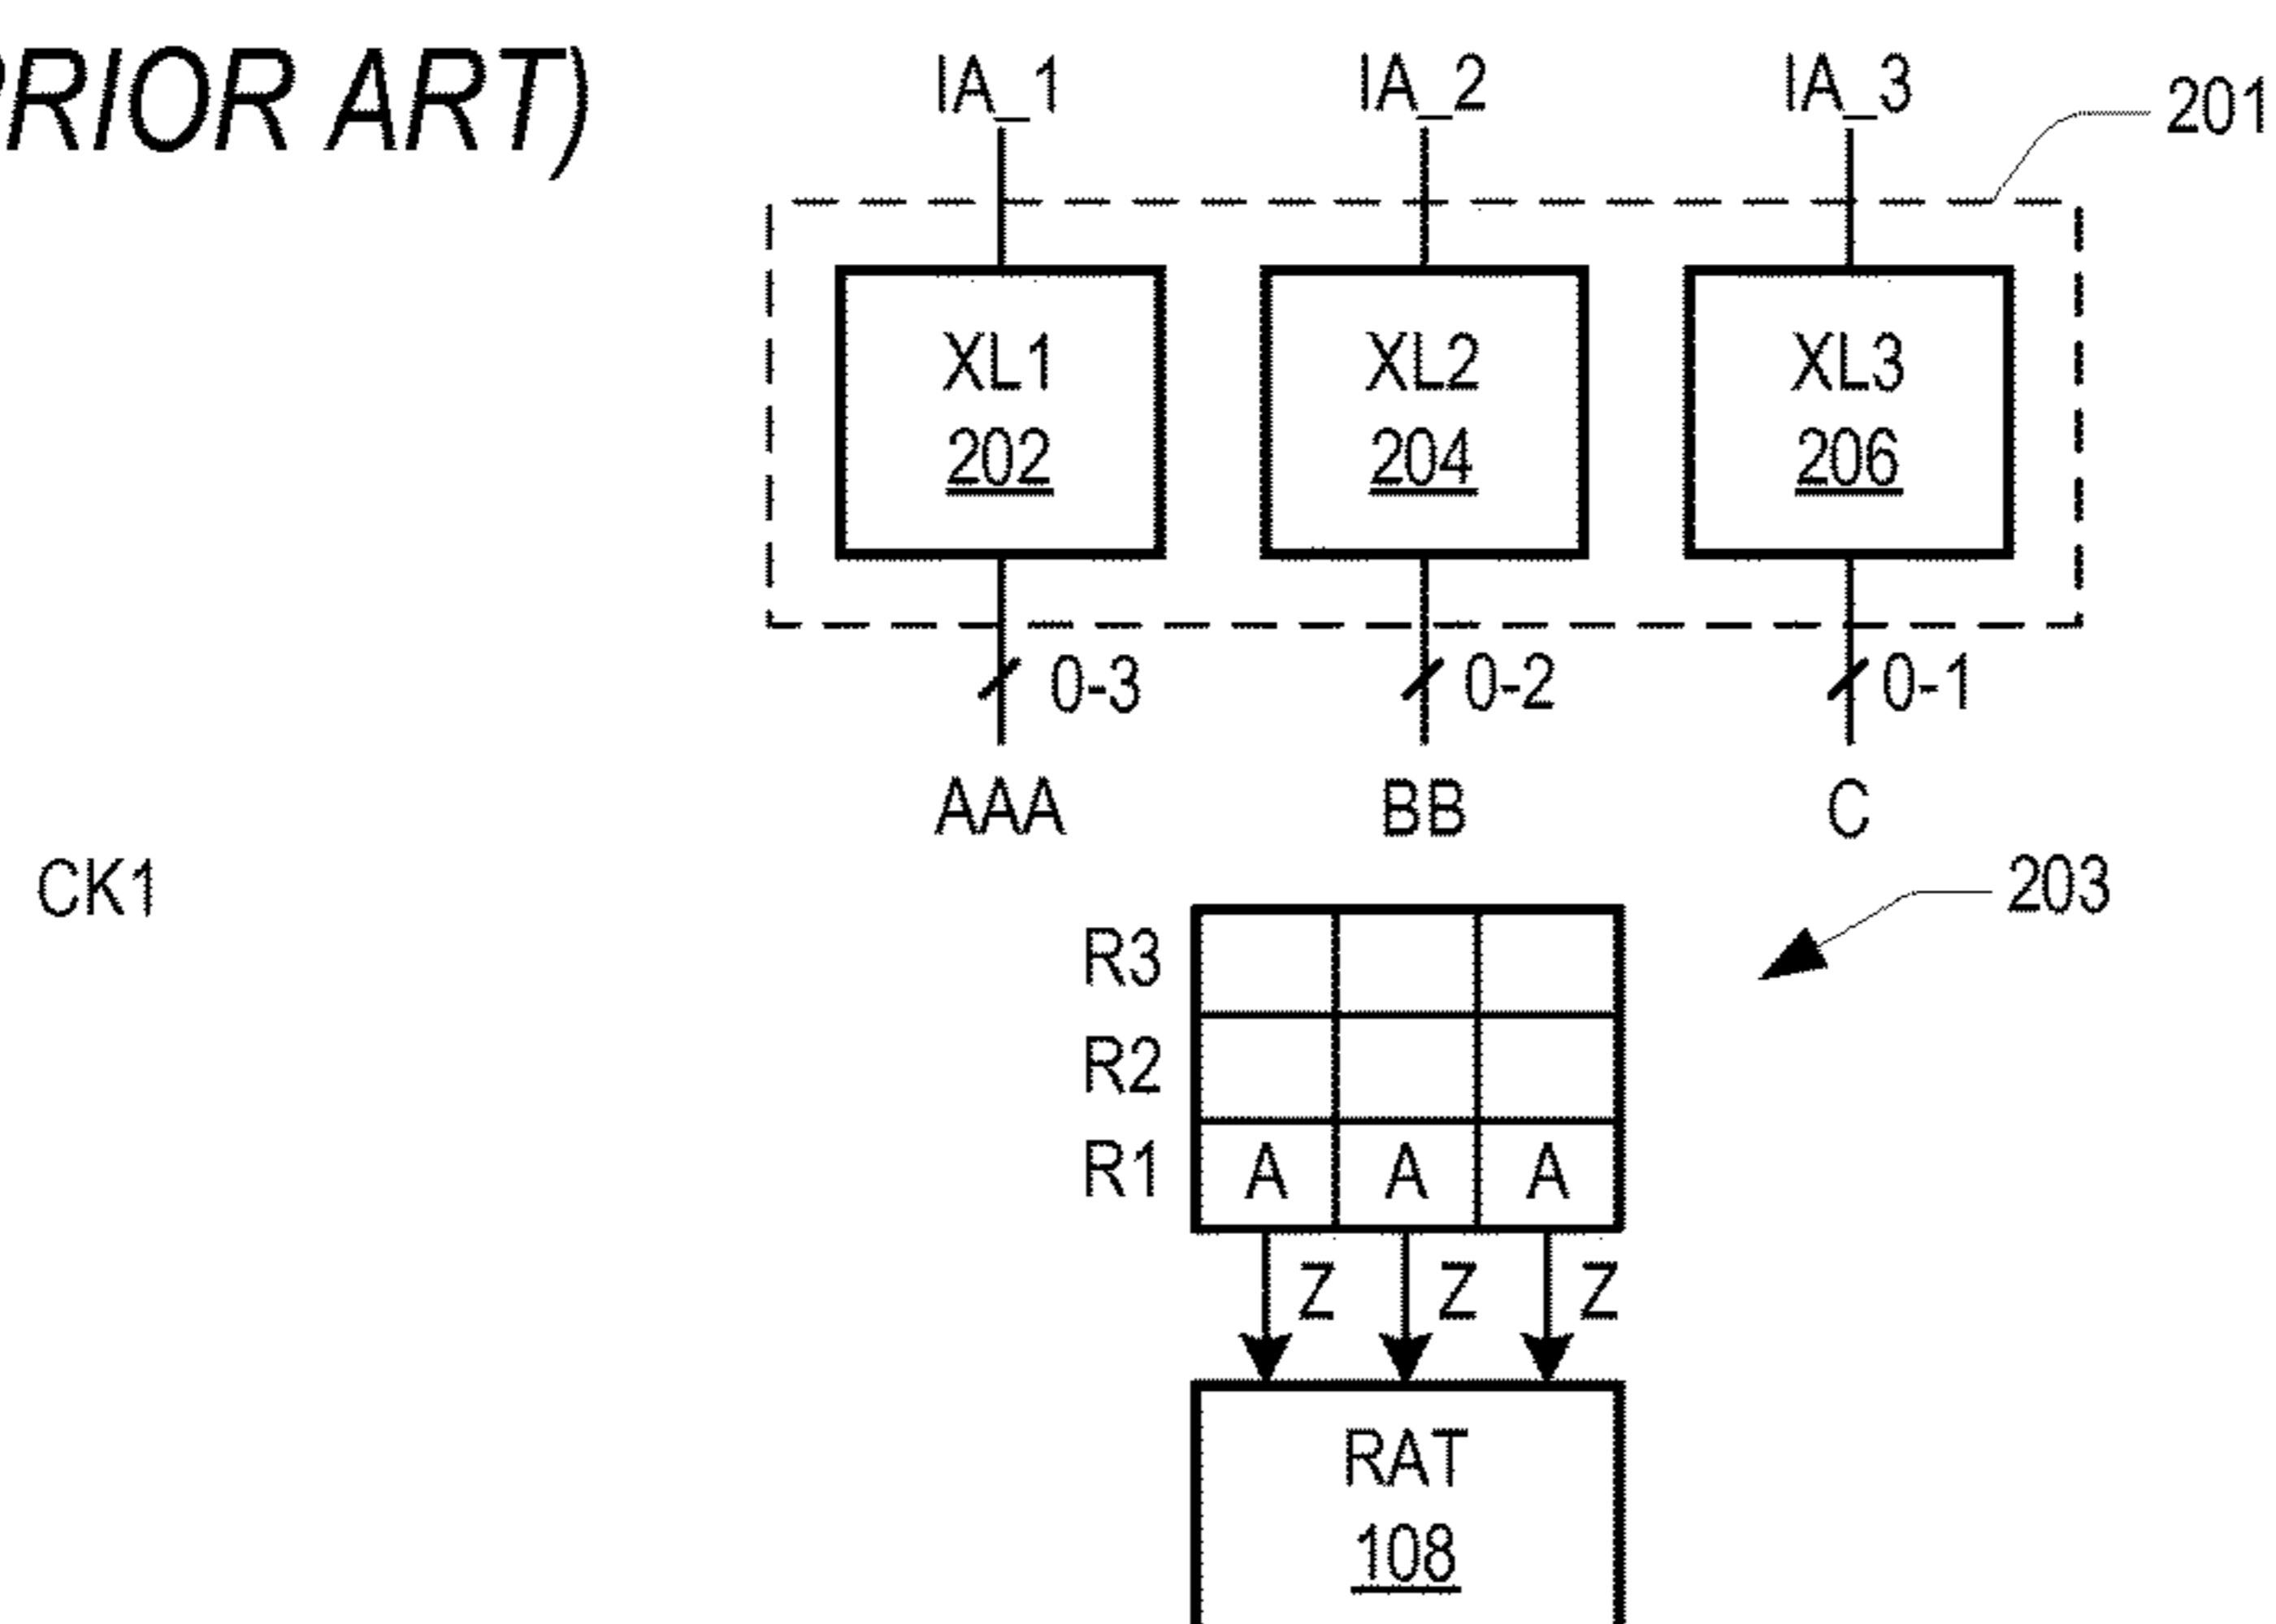 PRIOR ART)
IA_1 IA_2 IA_3 201
XL1 XL2 XL3
202 204 206
0-3 0-2 0-1
AAA BB C
CK1 203
R3
R2
R1 A A A
Z Z Z
RAT
108